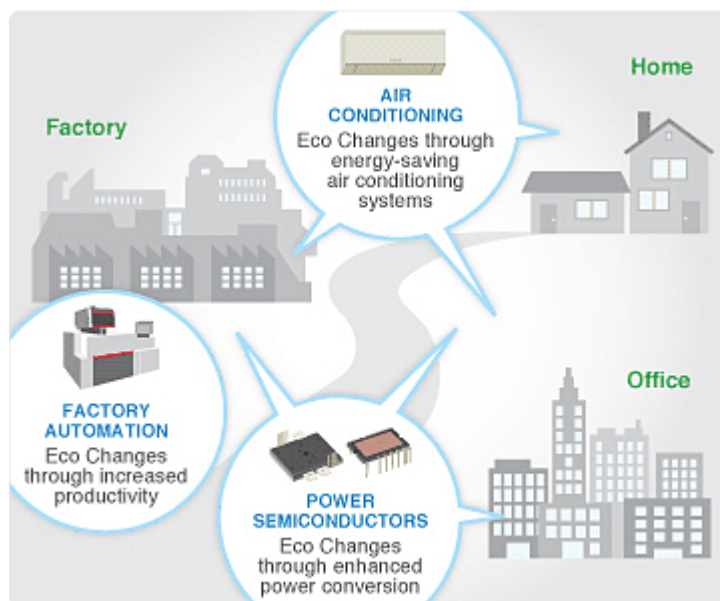 Home
AIR
CONDITIONING
Eco Changes through
energy-saving
air conditioning
systems
Factory
FACTORY
AUTOMATION
Eco Changes
through increased
productivity
Office
POWER
SEMICONDUCTORS
Eco Changes
through enhanced
power conversion